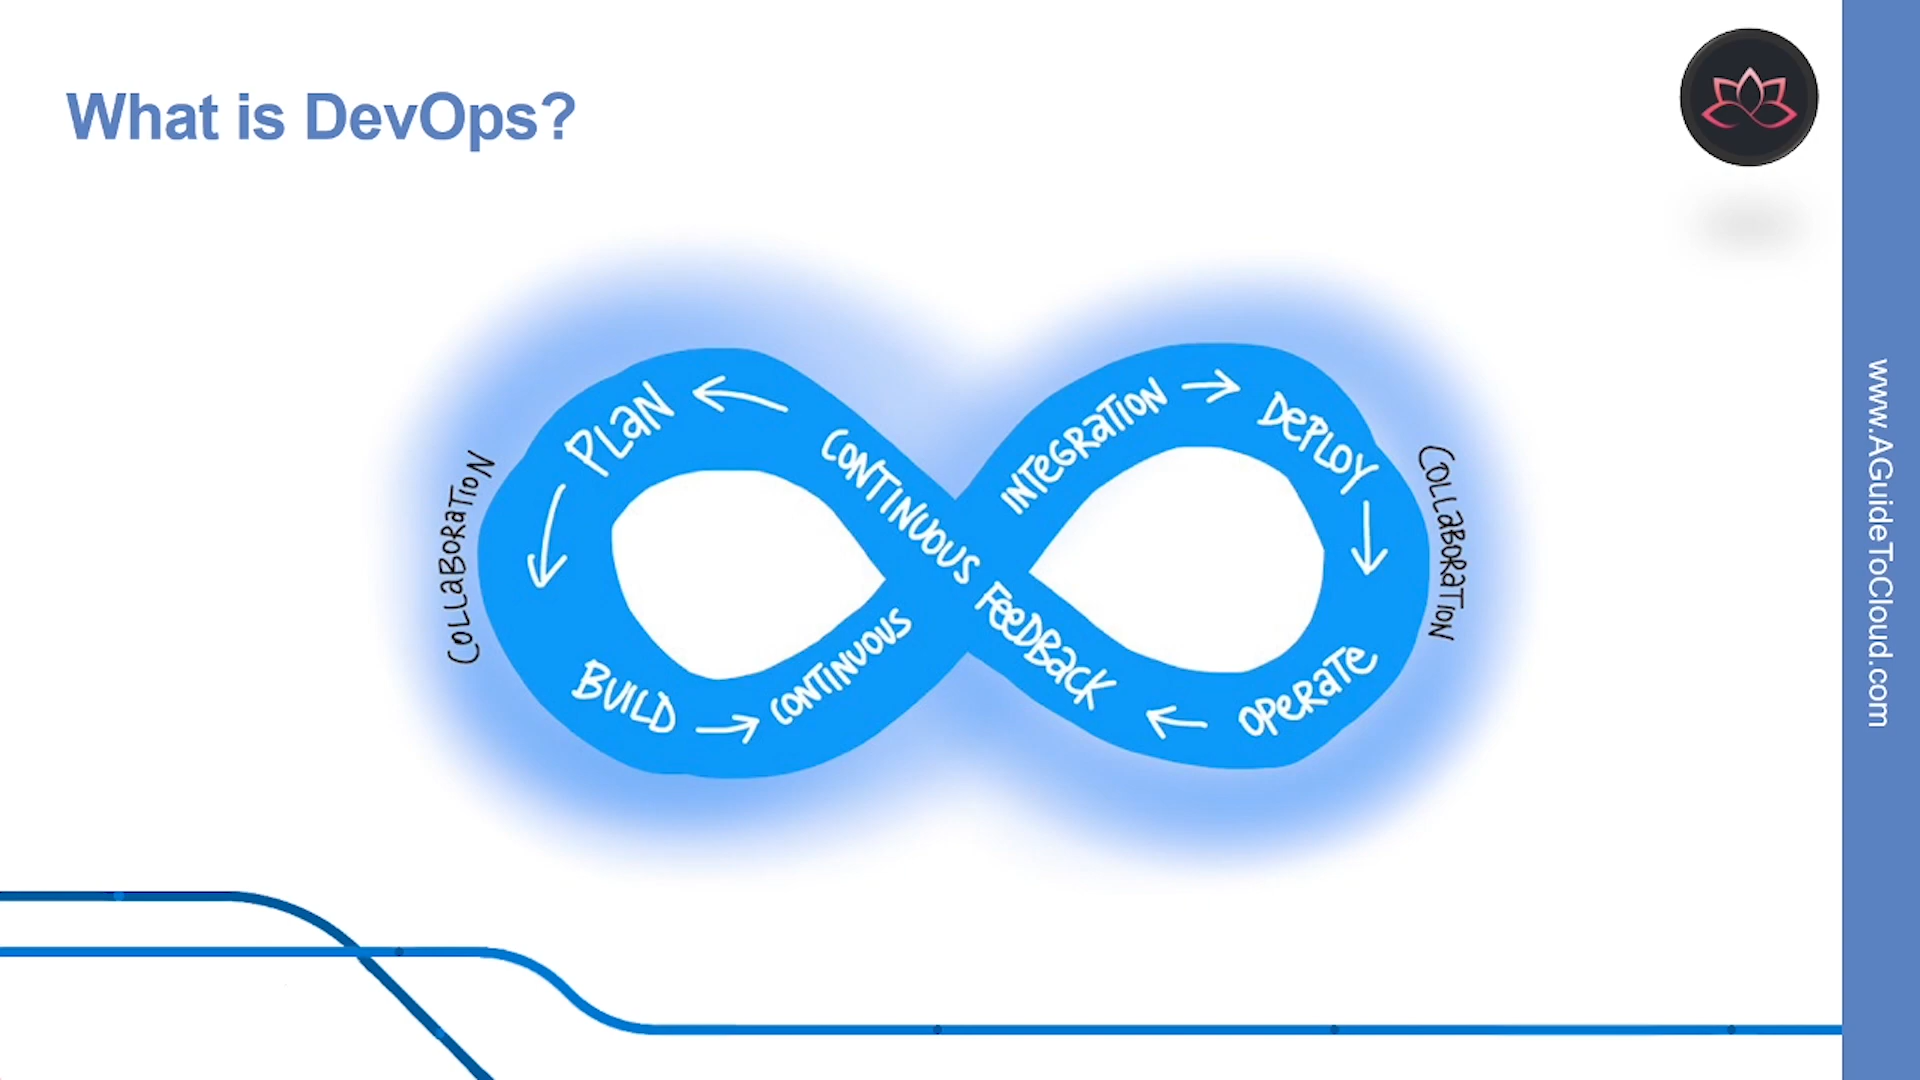 What is DevOps?
COLLaBORaTION
PLaN
BUILD
CONTINUOUS
INTeGRaTION
DePLOY
OPeRaTe
CONTINUOUS FeeDBaCK
COLLaBORaTION
www.AGuideToCloud.com